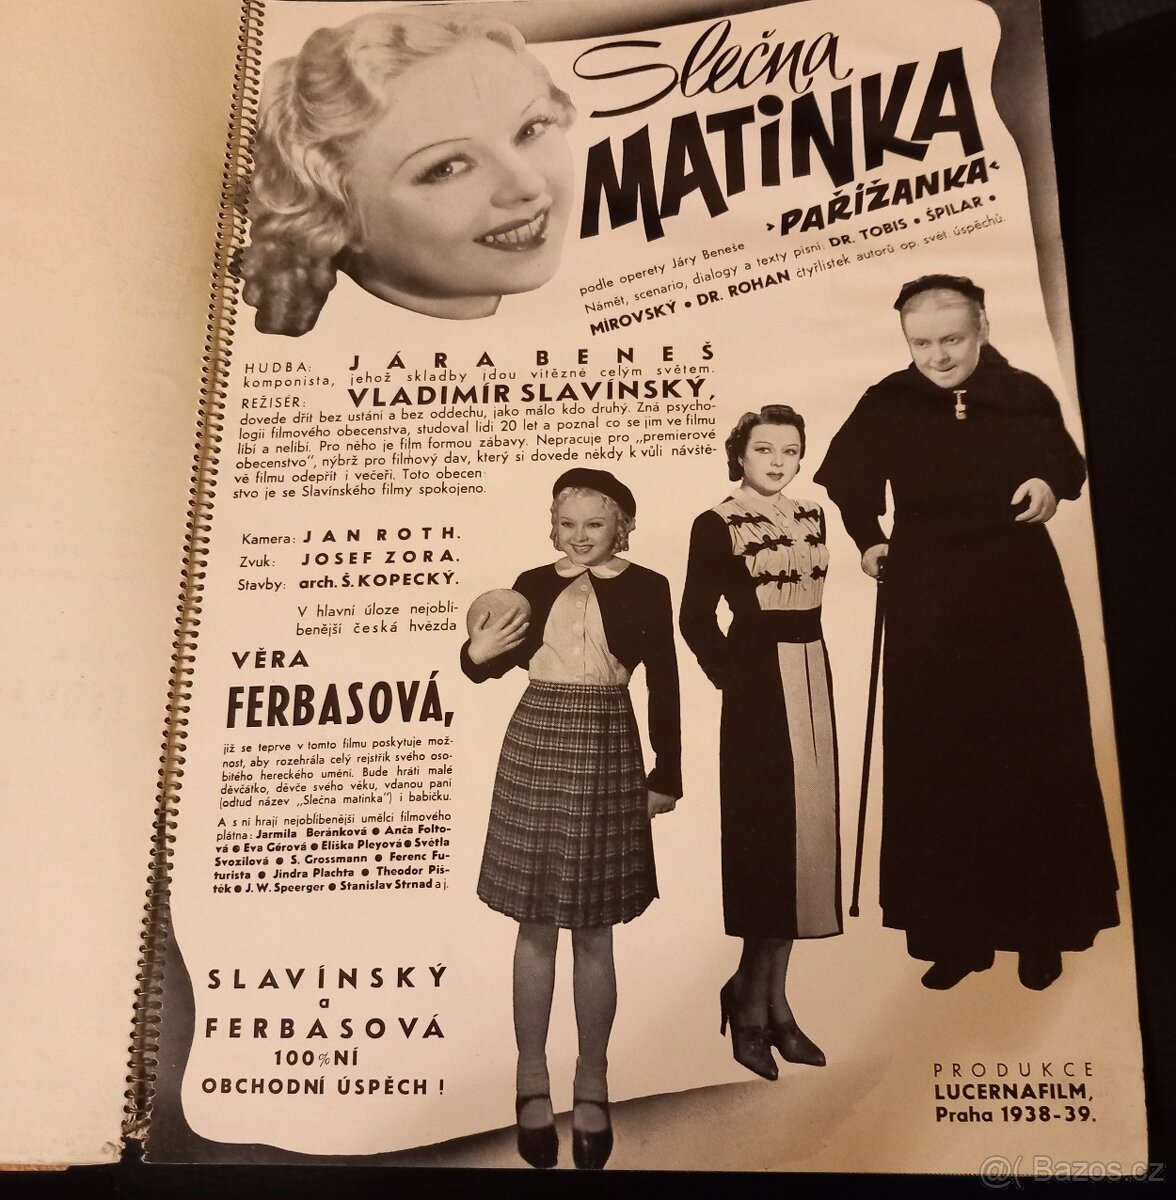 Slečna
MATiNKA
›PAŘÍŽANKA‹
podle operety Járy Beneše
Námět, scenario, dialogy a texty písní: DR. TOBIS • ŠPILAR •
MÍROVSKÝ • DR. ROHAN čtyřlístek autorů op. svět. úspěchů.
HUDBA: JÁRA BENEŠ
komponista, jehož skladby jdou vítězně celým světem.
REŽISÉR: VLADIMÍR SLAVÍNSKÝ,
dovede dřít bez ustání a bez oddechu, jako málo kdo druhý. Zná psycho-
logii filmového obecenstva, studoval lidi 20 let a poznal co se jim ve filmu
líbí a nelíbí. Pro něho je film formou zábavy. Nepracuje pro „premierové
obecenstvo", nýbrž pro filmový dav, který si dovede někdy k vůli návště-
vě filmu odepřít i večeři. Toto obecen-
stvo je se Slavínského filmy spokojeno.
Kamera: JAN ROTH.
Zvuk: JOSEF ZORA.
Stavby: arch. Š. KOPECKÝ.
V hlavní úloze nejoblí-
benější česká hvězda
VĚRA
FERBASOVÁ,
jíž se teprve v tomto filmu poskytuje mož-
nost, aby rozehrála celý rejstřík svého oso-
bitého hereckého umění. Bude hráti malé
děvčátko, děvče svého věku, vdanou paní
(odtud název „Slečna matinka") i babičku.
A s ní hrají nejoblíbenější umělci filmového
plátna: Jarmila Beránková ● Anča Folto-
vá ● Eva Gérová ● Eliška Pleyová ● Světla
Svozilová ● S. Grossmann ● Ferenc Fu-
turista ● Jindra Plachta ● Theodor Piš-
těk ● J. W. Speerger ● Stanislav Strnad a j.
SLAVÍNSKÝ
a
FERBASOVÁ
100%NÍ
OBCHODNÍ ÚSPĚCH !
PRODUKCE
LUCERNAFILM,
Praha 1938-39.
@( Bazos.cz